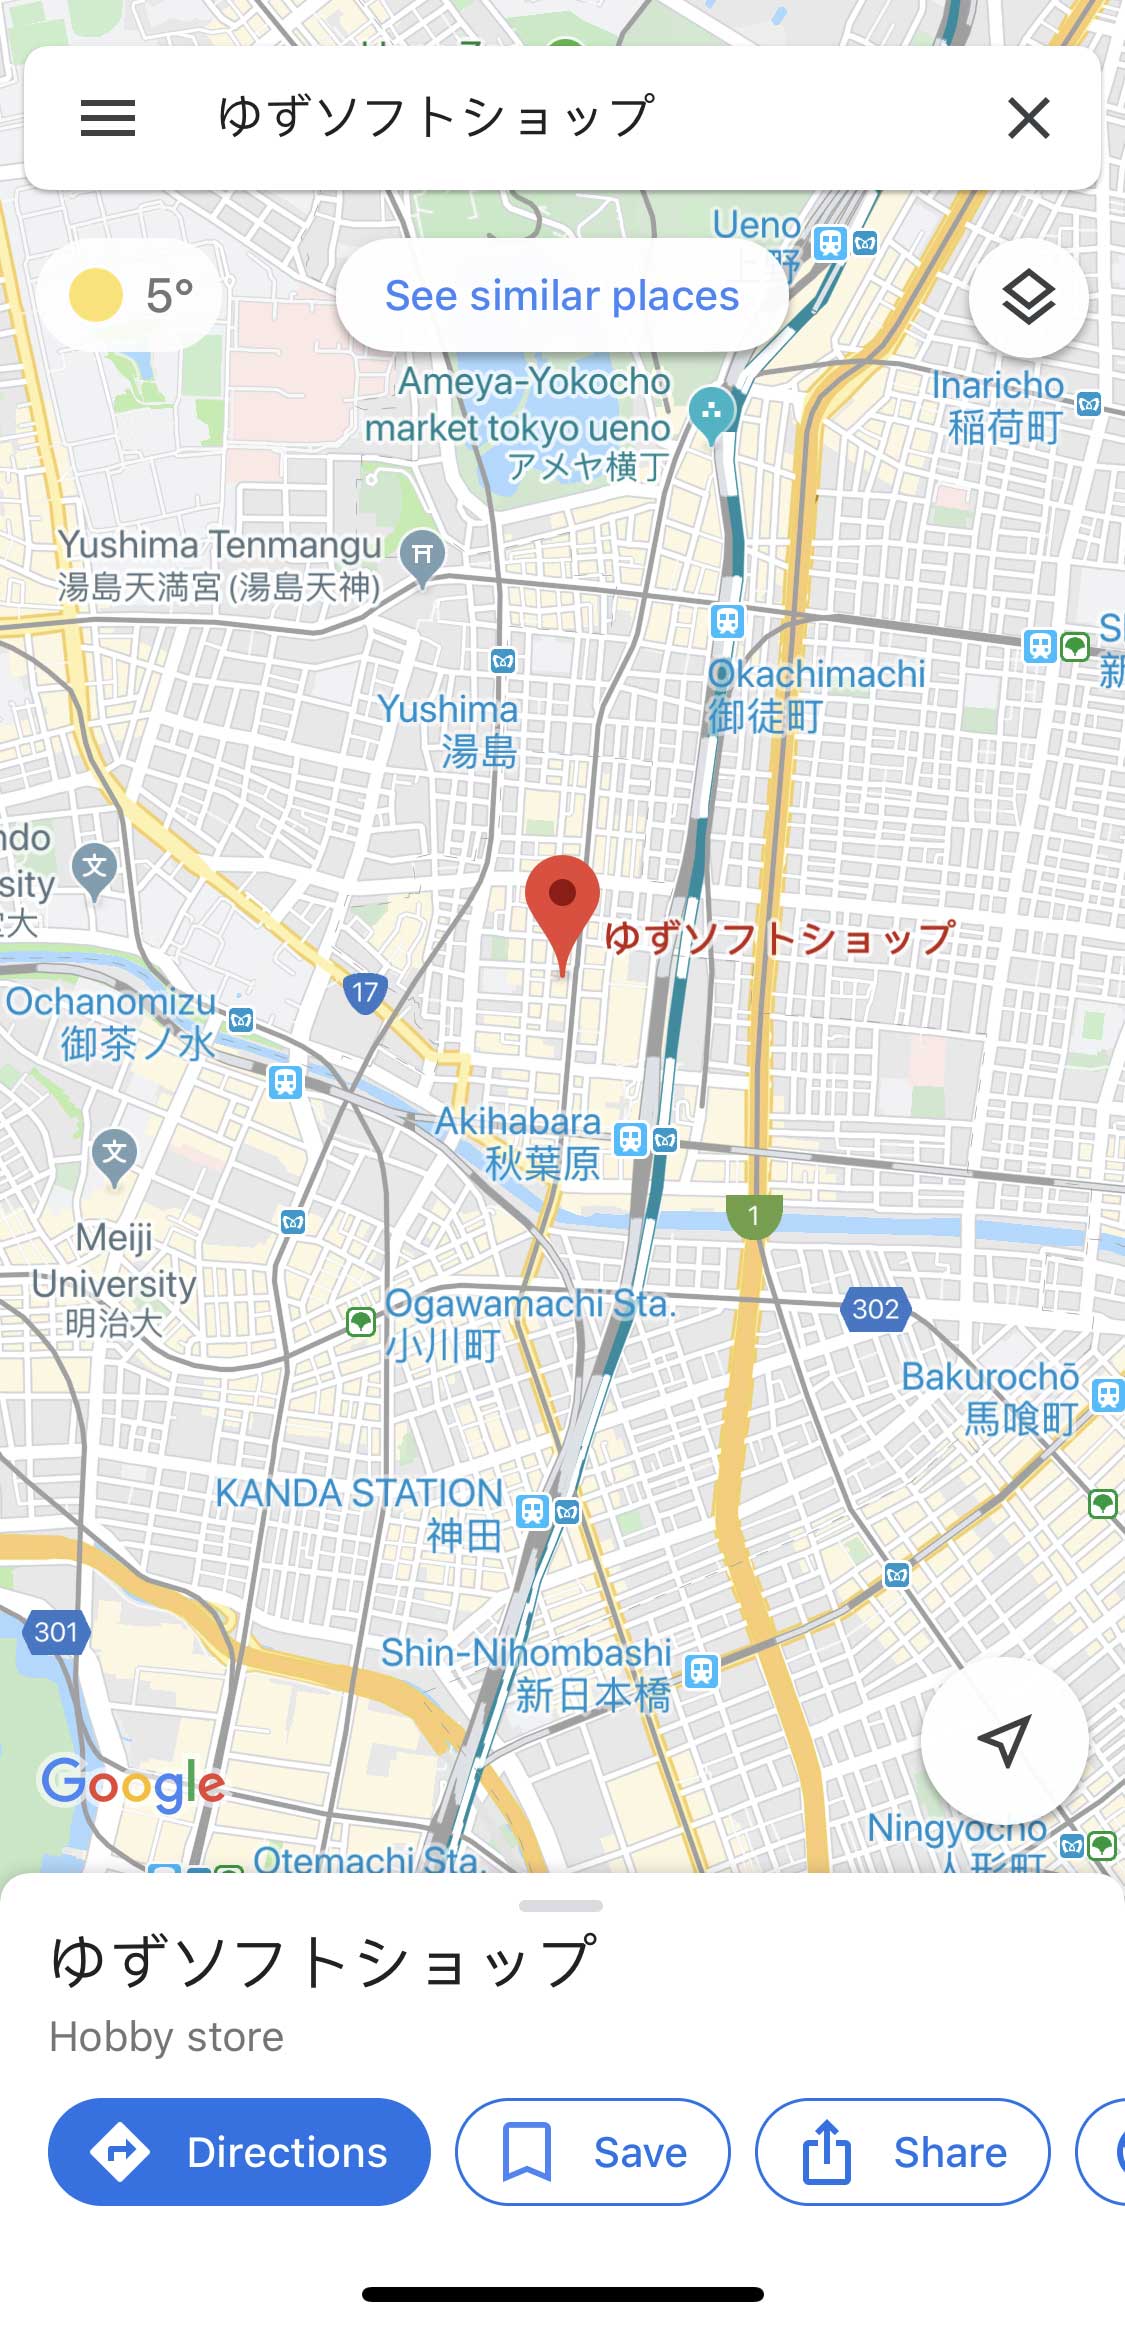 ゆずソフトショップ
5°
See similar places
Ueno
Ameya-Yokocho
market tokyo ueno
アメヤ横丁
Inaricho
稲荷町
Yushima Tenmangu
湯島天満宮(湯島天神)
Okachimachi
御徒町
新
Yushima
湯島
ndo
sity
文
大
ゆずソフトショップ
17
Ochanomizu
御茶ノ水
Akihabara
秋葉原
文
Meiji
University
明治大
1
Ogawamachi Sta.
小川町
302
Bakurochō
馬喰町
KANDA STATION
神田
301
Shin-Nihombashi
新日本橋
Google
Ningyocho
人形町
Otemachi Sta.
ゆずソフトショップ
Hobby store
Directions
Save
Share